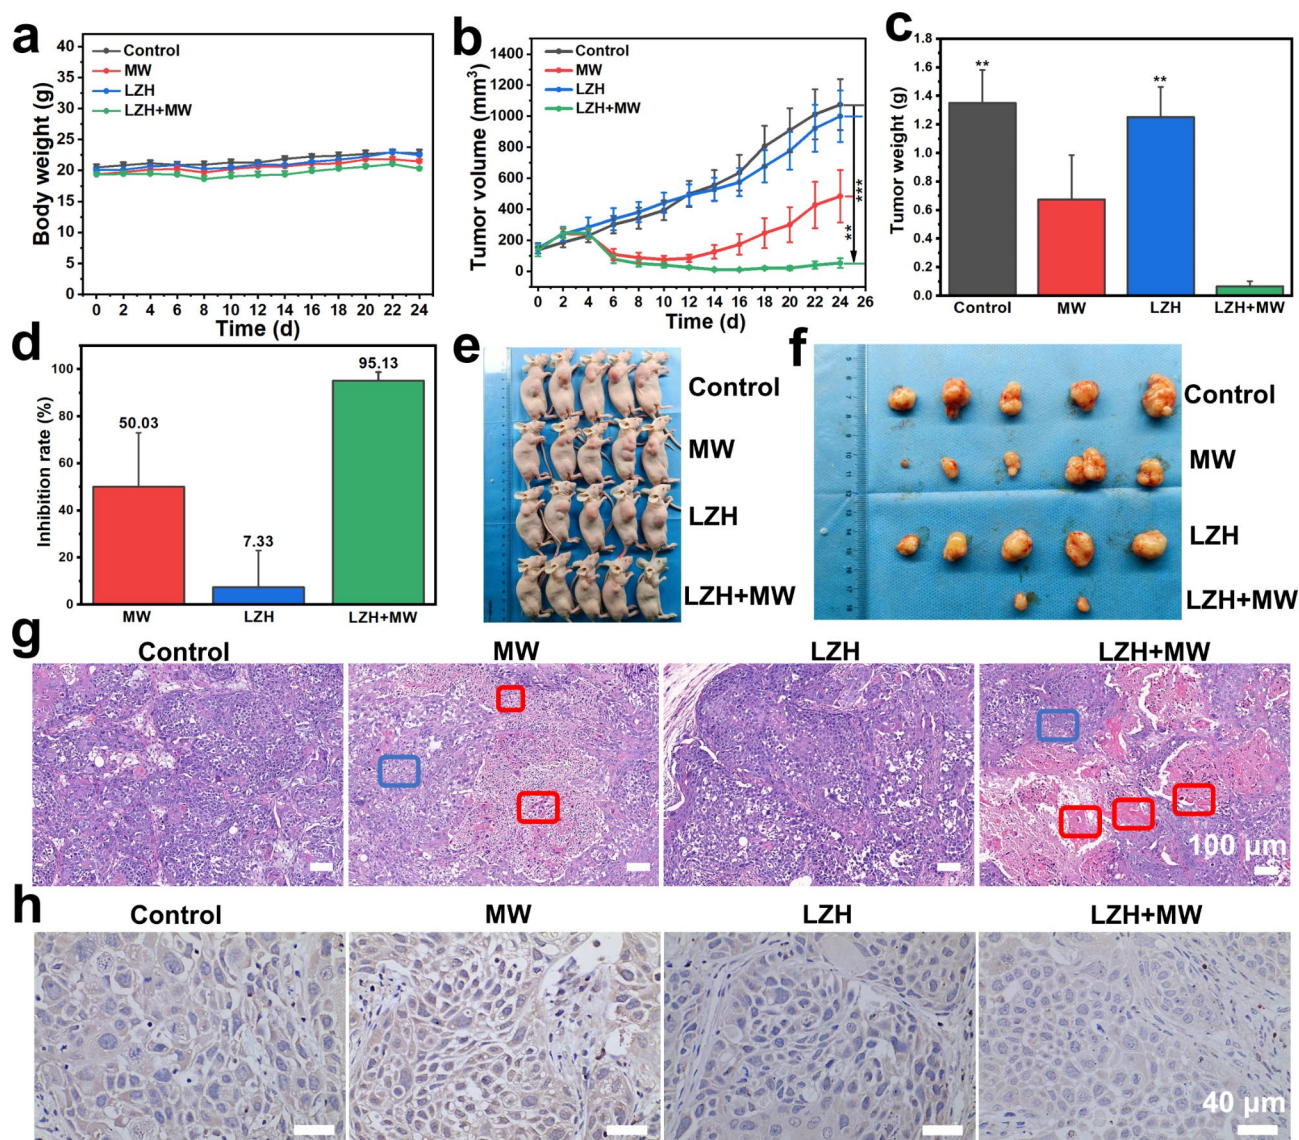 a
Body weight (g)
40
35
30
25
20
15
10
5
0
Control
MW
LZH
LZH+MW
0 2 4 6 8 10 12 14 16 18 20 22 24
Time (d)
b
Tumor volume (mm³)
1400
1200
1000
800
600
400
200
0
Control
MW
LZH
LZH+MW
***
**
0 2 4 6 8 10 12 14 16 18 20 22 24 26
Time (d)
c
Tumor weight (g)
1.8
1.6
1.4
1.2
1.0
0.8
0.6
0.4
0.2
0.0
**
**
Control MW LZH LZH+MW
d
Inhibition rate (%)
100
80
60
40
20
0
50.03
7.33
95.13
MW LZH LZH+MW
e
Control
MW
LZH
LZH+MW
f
Control
MW
LZH
LZH+MW
g
Control MW LZH LZH+MW
100 μm
h
Control MW LZH LZH+MW
40 μm